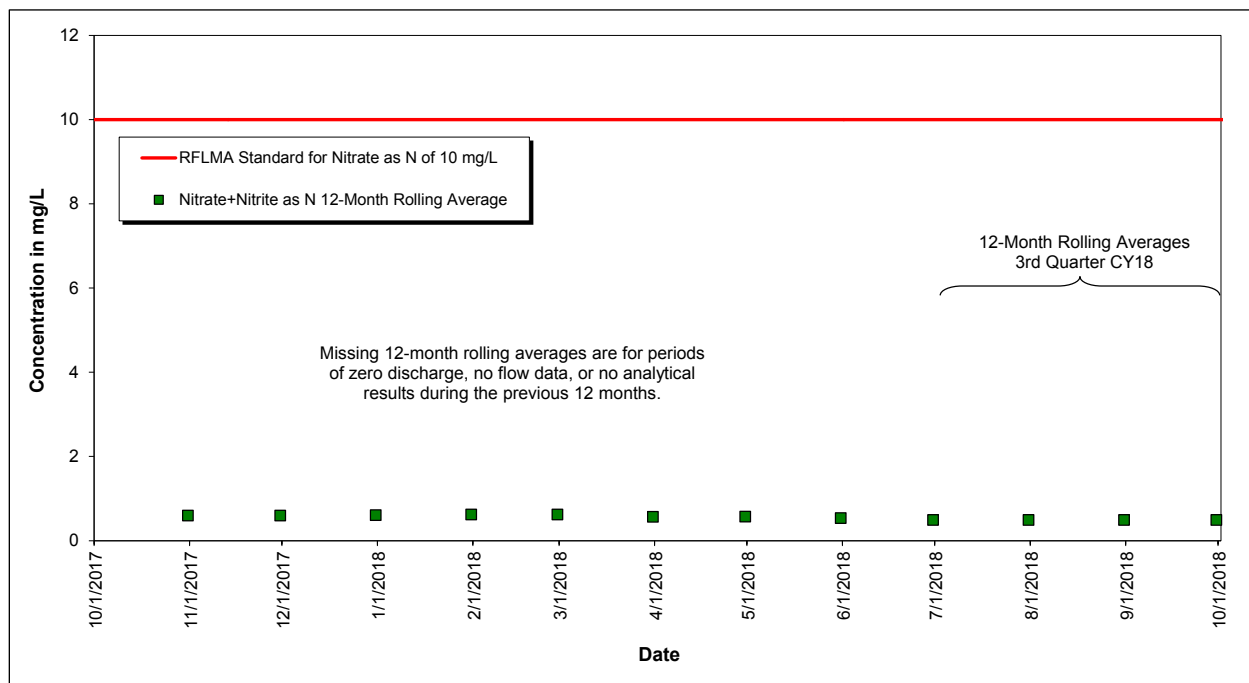 12
10
8
6
4
2
0
Concentration in mg/L
RFLMA Standard for Nitrate as N of 10 mg/L
Nitrate+Nitrite as N 12-Month Rolling Average
12-Month Rolling Averages
3rd Quarter CY18
Missing 12-month rolling averages are for periods
of zero discharge, no flow data, or no analytical
results during the previous 12 months.
10/1/2017
11/1/2017
12/1/2017
1/1/2018
2/1/2018
3/1/2018
4/1/2018
5/1/2018
6/1/2018
7/1/2018
8/1/2018
9/1/2018
10/1/2018
Date